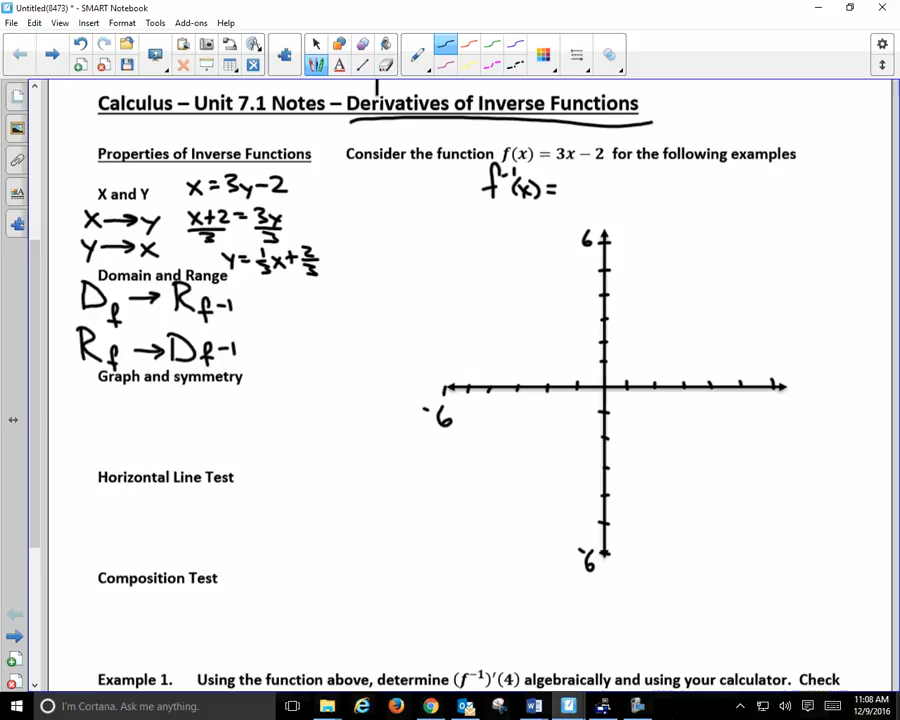 Untitled(8473) * - SMART Notebook
File Edit View Insert Format Tools Add-ons Help
Calculus – Unit 7.1 Notes – Derivatives of Inverse Functions
Properties of Inverse Functions Consider the function f(x) = 3x − 2 for the following examples
X and Y x = 3y − 2 f⁻¹(x) =
X → Y x+2/3 = 3y/3
Y → X y = 1/3x + 2/3
6
Domain and Range
D_f → R_f-1
R_f → D_f-1
Graph and symmetry
-6
Horizontal Line Test
-6
Composition Test
Example 1. Using the function above, determine (f⁻¹)′(4) algebraically and using your calculator. Check
I'm Cortana. Ask me anything.
11:08 AM
12/9/2016